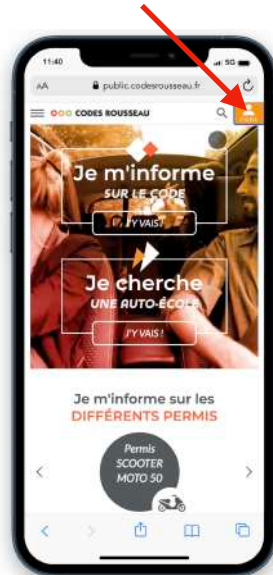 11:40
5G
AA
public.codesrousseau.fr
CODES ROUSSEAU
Je m'informe
SUR LE CODE
J'Y VAIS !
Je cherche
UNE AUTO-ÉCOLE
J'Y VAIS !
Je m'informe sur les
DIFFÉRENTS PERMIS
Permis
SCOOTER
MOTO 50